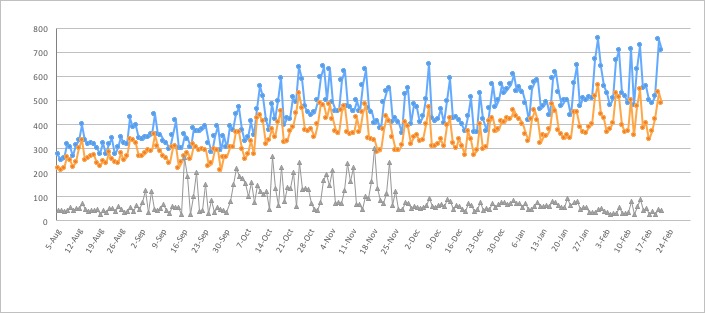 800
700
600
500
400
300
200
100
0
5-Aug
12-Aug
19-Aug
26-Aug
2-Sep
9-Sep
16-Sep
23-Sep
30-Sep
7-Oct
14-Oct
21-Oct
28-Oct
4-Nov
11-Nov
18-Nov
25-Nov
2-Dec
9-Dec
16-Dec
23-Dec
30-Dec
6-Jan
13-Jan
20-Jan
27-Jan
3-Feb
10-Feb
17-Feb
24-Feb